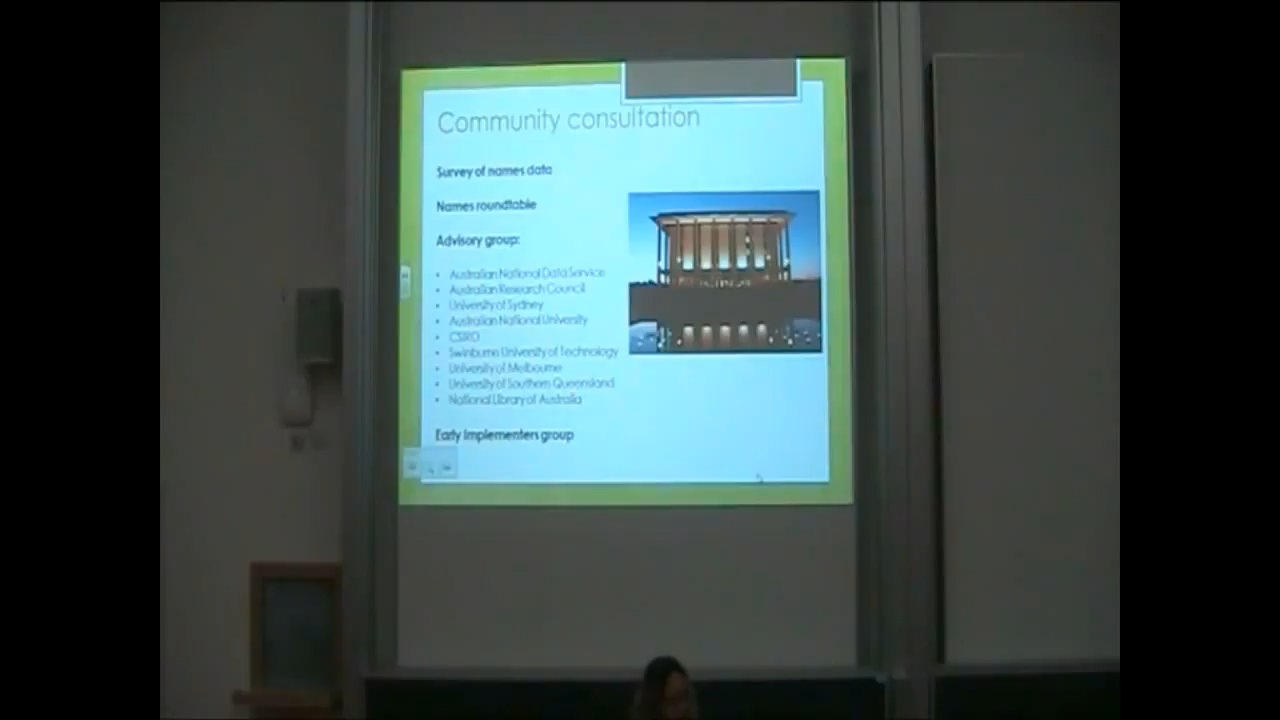 Community consultation
Survey of names data
Names roundtable
Advisory group:
• Australian National Data Service
• Australian Research Council
• University of Sydney
• Australian National University
• CSIRO
• Swinburne University of Technology
• University of Melbourne
• University of Southern Queensland
• National Library of Australia
Early Implementers group